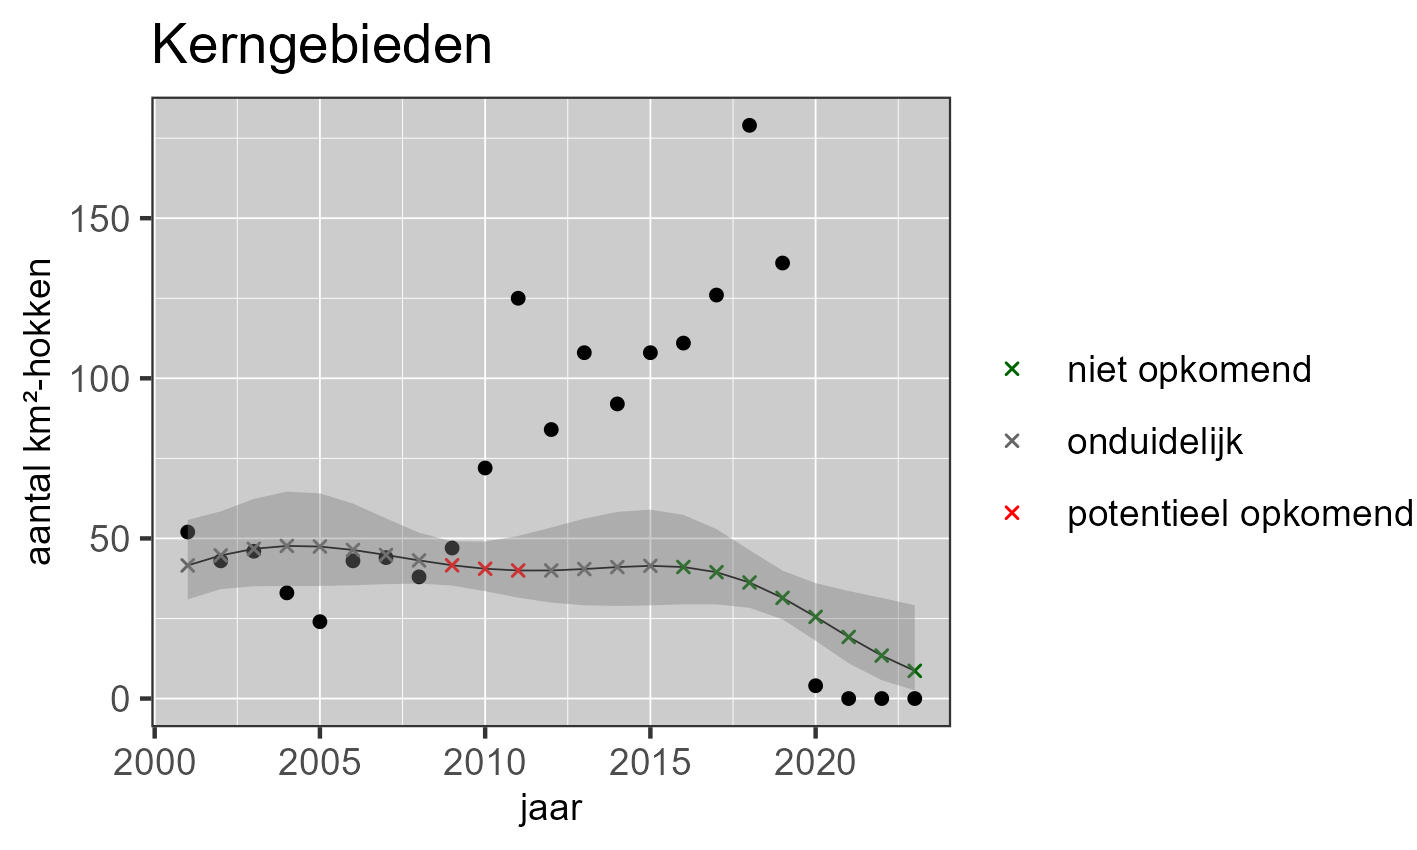 Kerngebieden
aantal km²-hokken
150
100
50
0
2000 2005 2010 2015 2020
jaar
niet opkomend
onduidelijk
potentieel opkomend